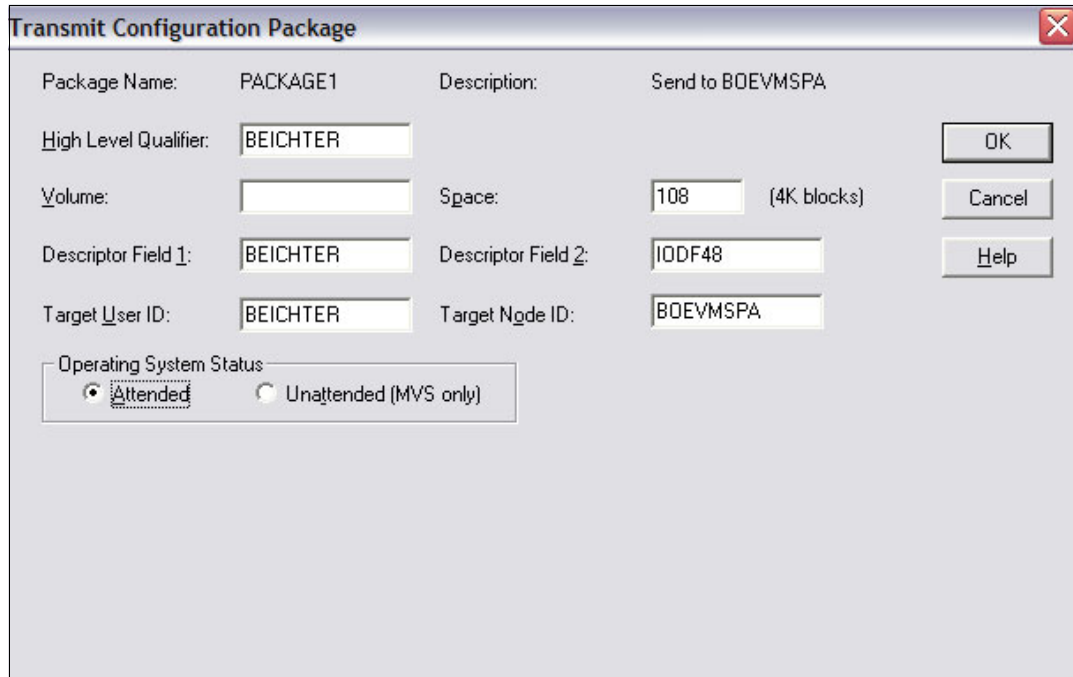 Transmit Configuration Package
Package Name: PACKAGE1 Description: Send to BOEVMSPA
High Level Qualifier: BEICHTER OK
Volume: Space: 108 (4K blocks) Cancel
Descriptor Field 1: BEICHTER Descriptor Field 2: IODF48 Help
Target User ID: BEICHTER Target Node ID: BOEVMSPA
Operating System Status
Attended Unattended (MVS only)